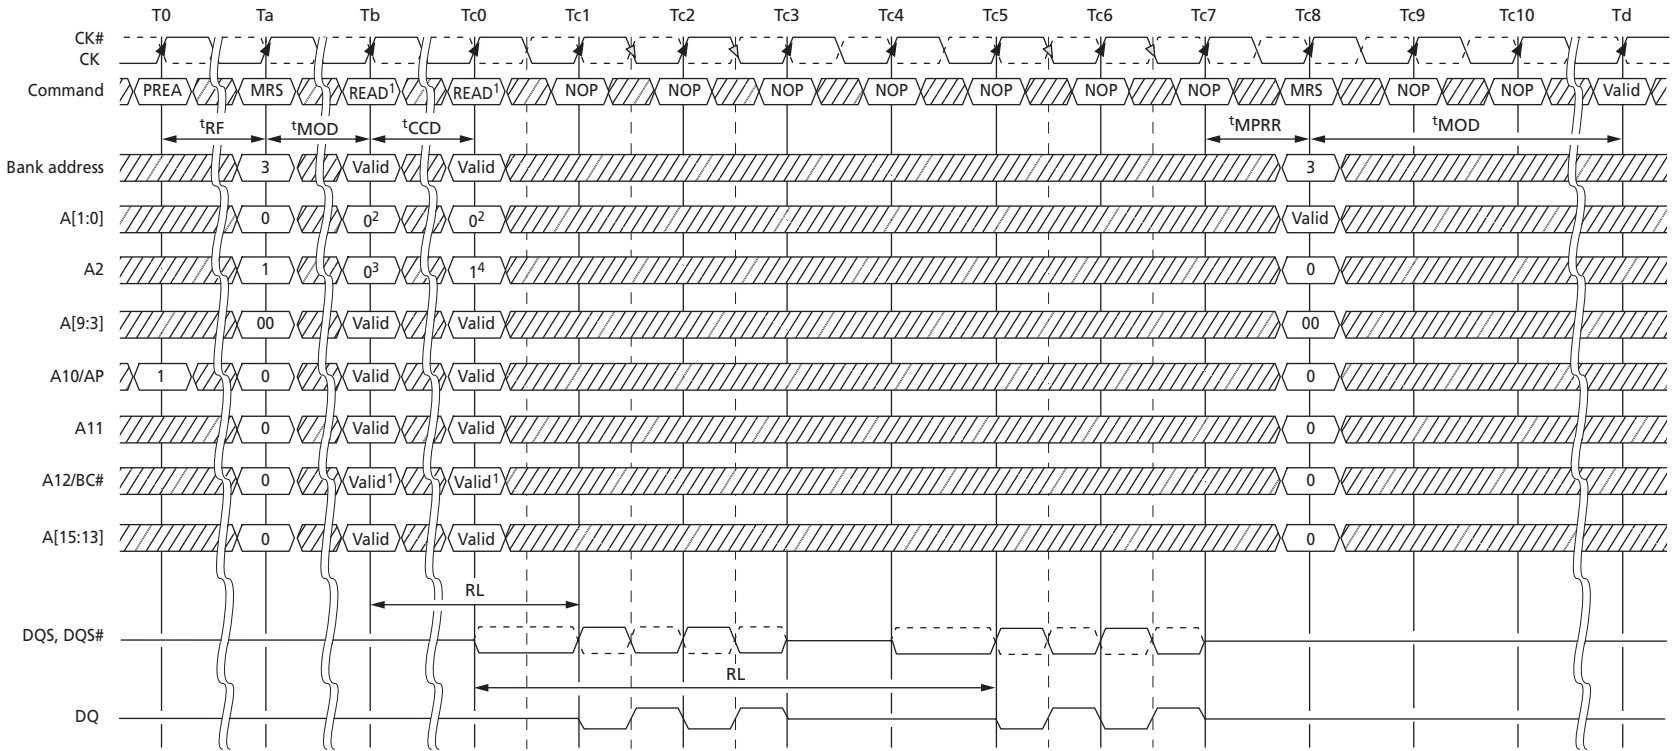 T0 Ta Tb Tc0 Tc1 Tc2 Tc3 Tc4 Tc5 Tc6 Tc7 Tc8 Tc9 Tc10 Td
CK#
CK
Command PREA MRS READ¹ READ¹ NOP NOP NOP NOP NOP NOP NOP MRS NOP NOP Valid
tRF tMOD tCCD tMPRR tMOD
Bank address 3 Valid Valid 3
A[1:0] 0 0² 0² Valid
A2 1 0³ 1⁴ 0
A[9:3] 00 Valid Valid 00
A10/AP 1 0 Valid Valid 0
A11 0 Valid Valid 0
A12/BC# 0 Valid¹ Valid¹ 0
A[15:13] 0 Valid Valid 0
RL
DQS, DQS#
RL
DQ